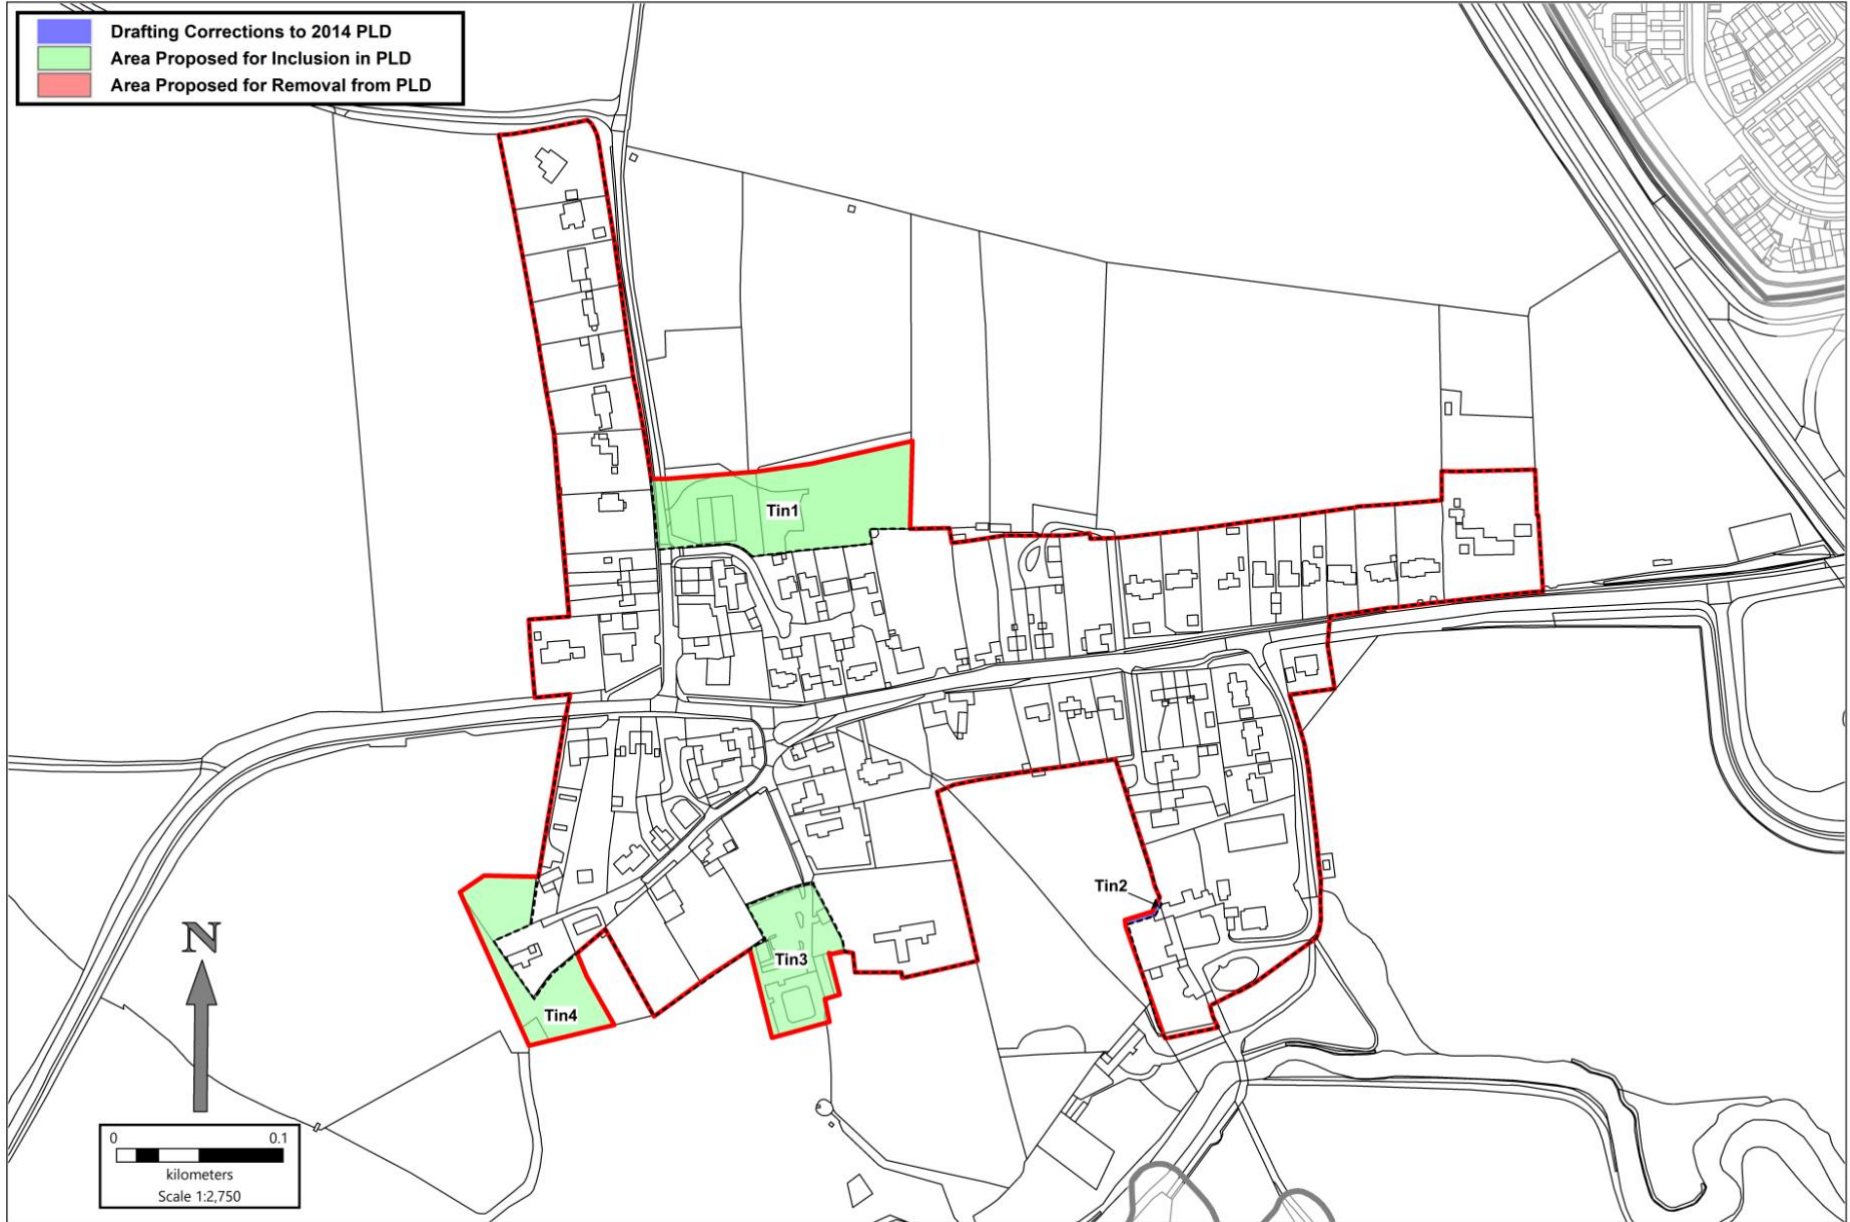 Drafting Corrections to 2014 PLD
Area Proposed for Inclusion in PLD
Area Proposed for Removal from PLD
Tin1
Tin2
Tin3
Tin4
N
0 0.1
kilometers
Scale 1:2,750